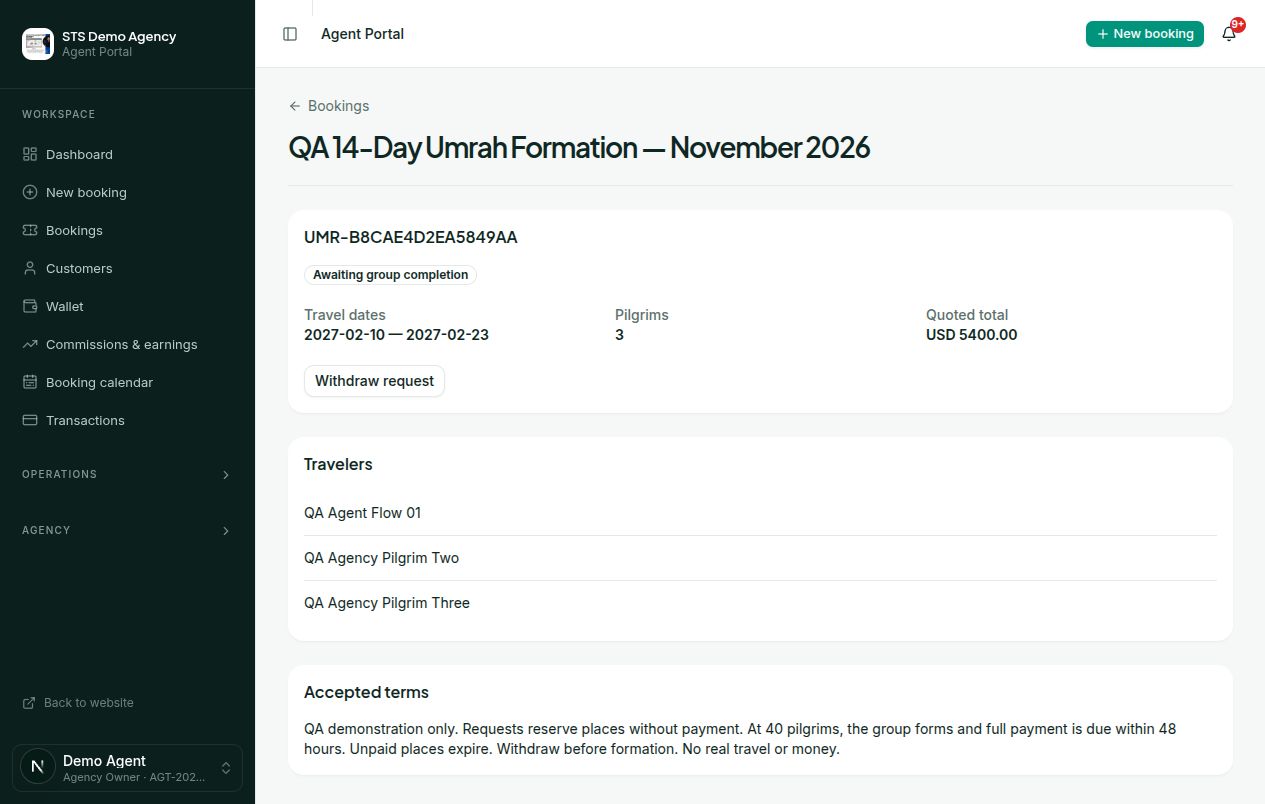 STS Demo Agency
Agent Portal
WORKSPACE
Dashboard
New booking
Bookings
Customers
Wallet
Commissions & earnings
Booking calendar
Transactions
OPERATIONS
AGENCY
Back to website
N
Demo Agent
Agency Owner · AGT-202...
Agent Portal
+ New booking
9+
← Bookings
QA 14-Day Umrah Formation — November 2026
UMR-B8CAE4D2EA5849AA
Awaiting group completion
Travel dates Pilgrims Quoted total
2027-02-10 — 2027-02-23 3 USD 5400.00
Withdraw request
Travelers
QA Agent Flow 01
QA Agency Pilgrim Two
QA Agency Pilgrim Three
Accepted terms
QA demonstration only. Requests reserve places without payment. At 40 pilgrims, the group forms and full payment is due within 48
hours. Unpaid places expire. Withdraw before formation. No real travel or money.